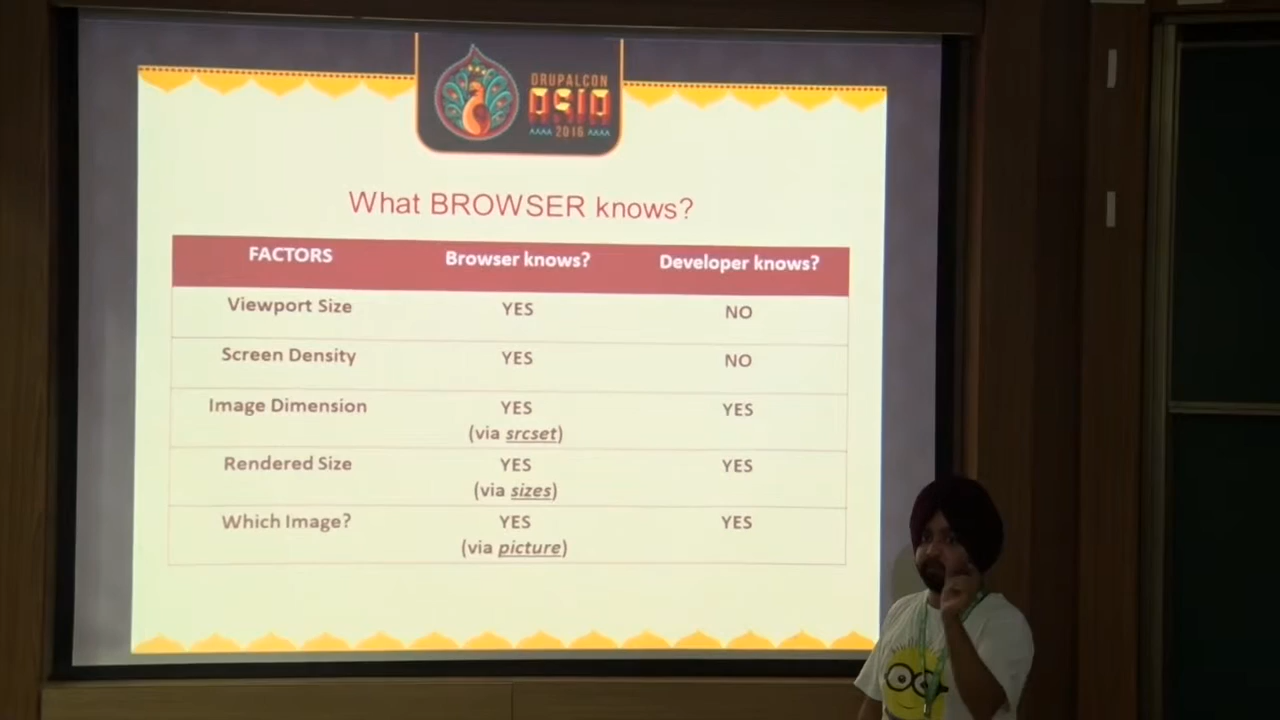 DRUPALCON
ASIA
2016
What BROWSER knows?
FACTORS Browser knows? Developer knows?
Viewport Size YES NO
Screen Density YES NO
Image Dimension YES YES
(via srcset)
Rendered Size YES YES
(via sizes)
Which Image? YES YES
(via picture)